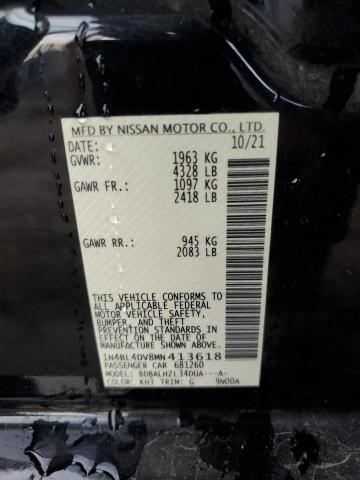 MFD BY NISSAN MOTOR CO., LTD.
DATE: 10/21
GVWR: 1963 KG
4328 LB
GAWR FR.: 1097 KG
2418 LB
GAWR RR.: 945 KG
2083 LB
THIS VEHICLE CONFORMS
TO ALL APPLICABLE FEDERAL
MOTOR VEHICLE SAFETY,
BUMPER, AND THEFT
PREVENTION STANDARDS IN
EFFECT ON THE DATE OF
MANUFACTURE SHOWN ABOVE.
1N4BL4DV8MN413618
PASSENGER CAR 681260
MODEL: BDBALHZL34DUA---A-
COLOR: KH3 TRIM: G 9N00A